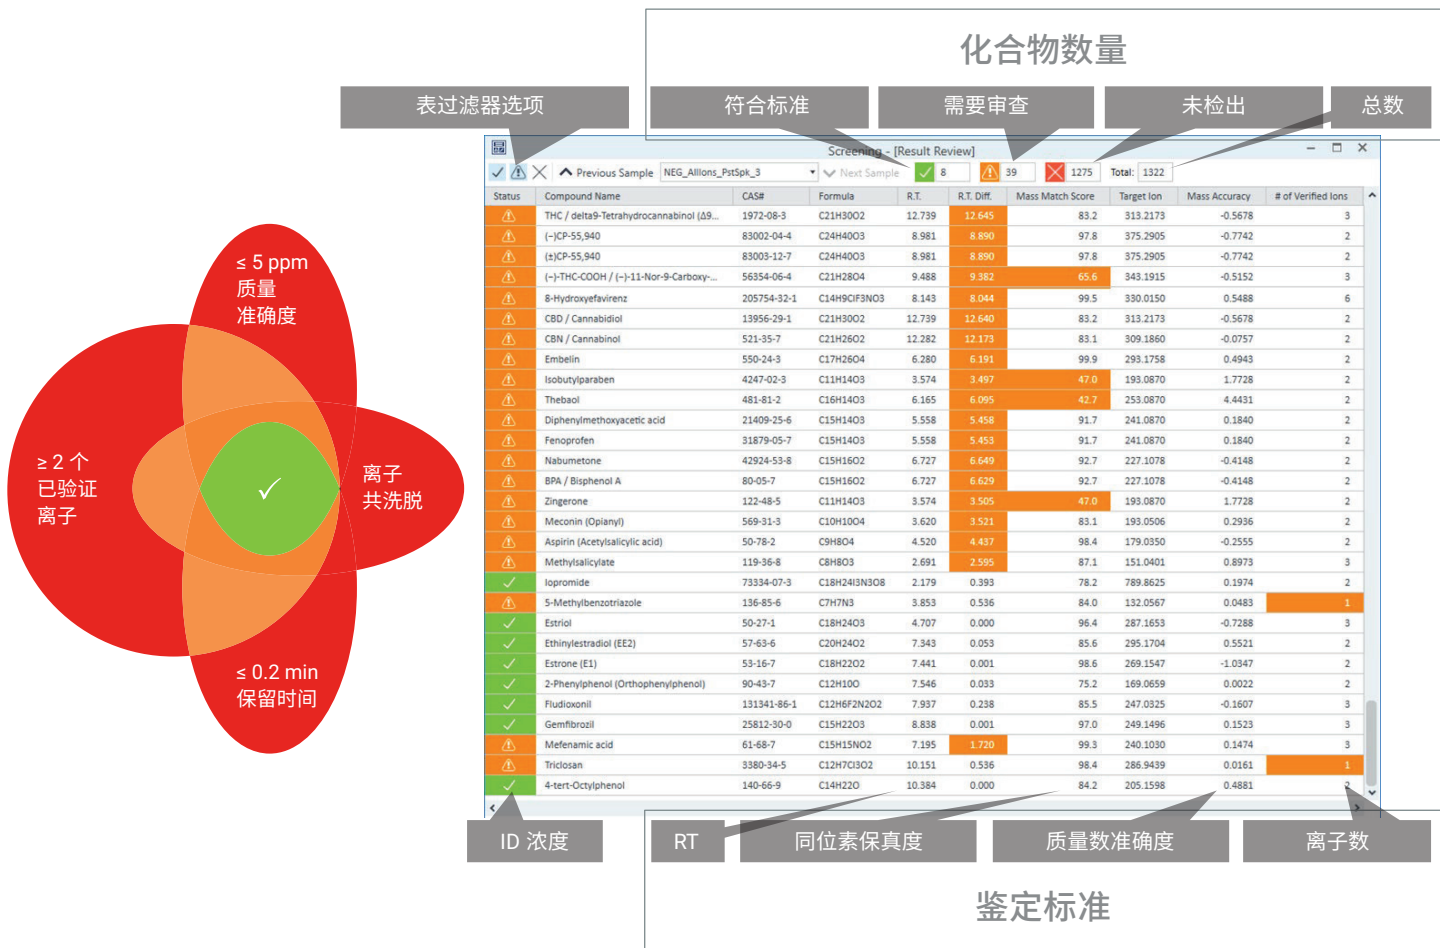 化合物数量
表过滤器选项
符合标准
需要审查
未检出
总数
Screening - [Result Review]
Previous Sample NEG_AllIons_PstSpk_3 Next Sample 8 39 1275 Total: 1322
Status Compound Name CAS# Formula R.T. R.T. Diff. Mass Match Score Target Ion Mass Accuracy # of Verified Ions
THC / delta9-Tetrahydrocannabinol (Δ9... 1972-08-3 C21H30O2 12.739 12.645 83.2 313.2173 -0.5678 3
(-)CP-55,940 83002-04-4 C24H40O3 8.981 8.890 97.8 375.2905 -0.7742 2
(±)CP-55,940 83003-12-7 C24H40O3 8.981 8.890 97.8 375.2905 -0.7742 2
(-)-THC-COOH / (-)-11-Nor-9-Carboxy-... 56354-06-4 C21H28O4 9.488 9.382 65.6 343.1915 -0.5152 3
8-Hydroxyefavirenz 205754-32-1 C14H9ClF3NO3 8.143 8.044 99.5 330.0150 0.5488 6
CBD / Cannabidiol 13956-29-1 C21H30O2 12.739 12.640 83.2 313.2173 -0.5678 2
CBN / Cannabinol 521-35-7 C21H26O2 12.282 12.173 83.1 309.1860 -0.0757 2
Embelin 550-24-3 C17H26O4 6.280 6.191 99.9 293.1758 0.4943 2
Isobutylparaben 4247-02-3 C11H14O3 3.574 3.497 47.0 193.0870 1.7728 2
Thebaol 481-81-2 C16H14O3 6.165 6.095 42.7 253.0870 4.4431 2
Diphenylmethoxyacetic acid 21409-25-6 C15H14O3 5.558 5.458 91.7 241.0870 0.1840 2
Fenoprofen 31879-05-7 C15H14O3 5.558 5.453 91.7 241.0870 0.1840 2
Nabumetone 42924-53-8 C15H16O2 6.727 6.649 92.7 227.1078 -0.4148 2
BPA / Bisphenol A 80-05-7 C15H16O2 6.727 6.629 92.7 227.1078 -0.4148 2
Zingerone 122-48-5 C11H14O3 3.574 3.505 47.0 193.0870 1.7728 2
Meconin (Opianyl) 569-31-3 C10H10O4 3.620 3.521 83.1 193.0506 0.2936 2
Aspirin (Acetylsalicylic acid) 50-78-2 C9H8O4 4.520 4.437 98.4 179.0350 -0.2555 2
Methylsalicylate 119-36-8 C8H8O3 2.691 2.595 87.1 151.0401 0.8973 3
Iopromide 73334-07-3 C18H24I3N3O8 2.179 0.393 78.2 789.8625 0.1974 2
5-Methylbenzotriazole 136-85-6 C7H7N3 3.853 0.536 84.0 132.0567 0.0483 1
Estriol 50-27-1 C18H24O3 4.707 0.000 96.4 287.1653 -0.7288 3
Ethinylestradiol (EE2) 57-63-6 C20H24O2 7.343 0.053 85.6 295.1704 0.5521 2
Estrone (E1) 53-16-7 C18H22O2 7.441 0.001 98.6 269.1547 -1.0347 2
2-Phenylphenol (Orthophenylphenol) 90-43-7 C12H10O 7.546 0.033 75.2 169.0659 0.0022 2
Fludioxonil 131341-86-1 C12H6F2N2O2 7.937 0.238 85.5 247.0325 -0.1607 3
Gemfibrozil 25812-30-0 C15H22O3 8.838 0.001 97.0 249.1496 0.1523 3
Mefenamic acid 61-68-7 C15H15NO2 7.195 1.720 99.3 240.1030 0.1474 3
Triclosan 3380-34-5 C12H7Cl3O2 10.151 0.536 98.4 286.9439 0.0161 1
4-tert-Octylphenol 140-66-9 C14H22O 10.384 0.000 84.2 205.1598 0.4881 2
≤ 5 ppm
质量
准确度
≥ 2 个
已验证
离子
离子
共洗脱
≤ 0.2 min
保留时间
ID 浓度
RT
同位素保真度
质量数准确度
离子数
鉴定标准